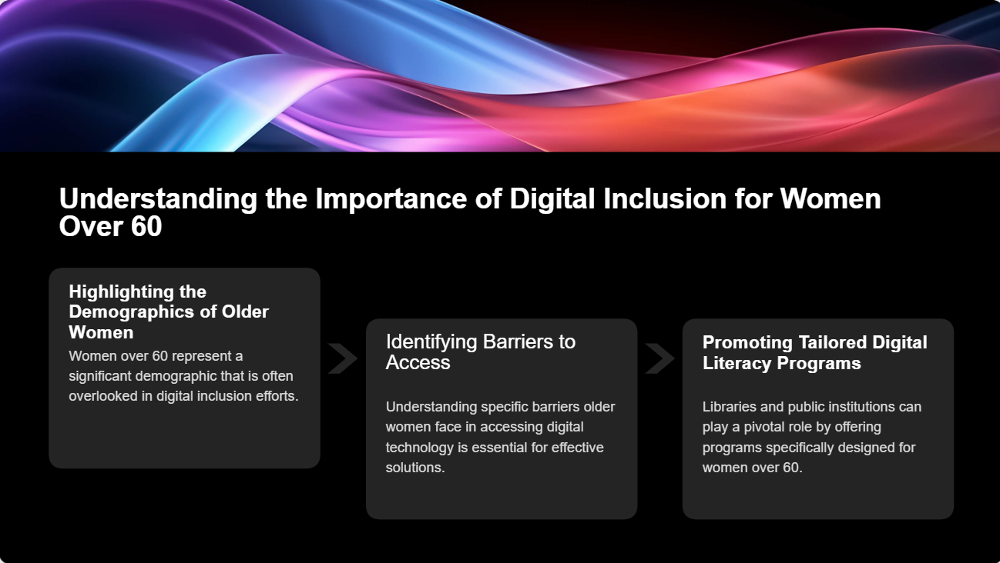 Understanding the Importance of Digital Inclusion for Women
Over 60
Highlighting the
Demographics of Older
Women
Women over 60 represent a
significant demographic that is often
overlooked in digital inclusion efforts.
Identifying Barriers to
Access
Understanding specific barriers older
women face in accessing digital
technology is essential for effective
solutions.
Promoting Tailored Digital
Literacy Programs
Libraries and public institutions can
play a pivotal role by offering
programs specifically designed for
women over 60.